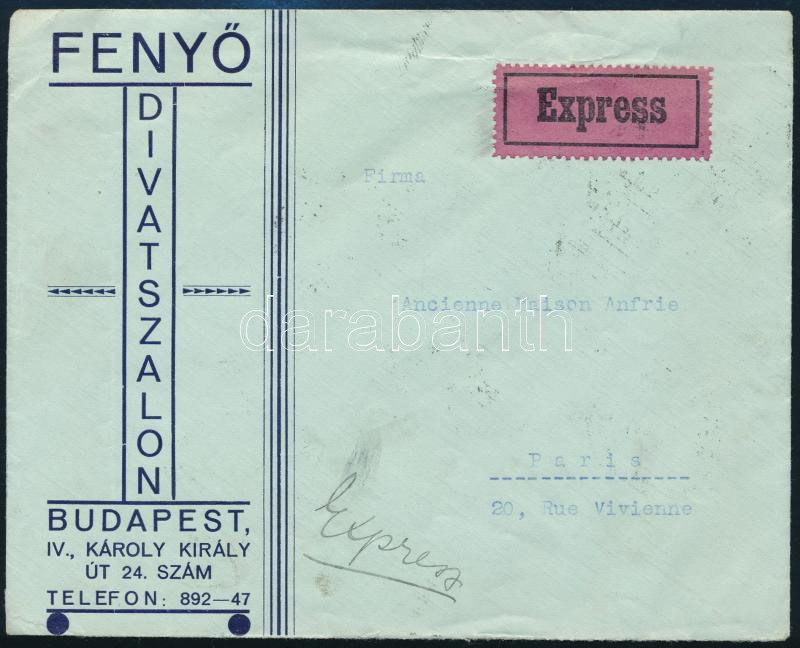 FENYŐ
DIVATSZALON
BUDAPEST,
IV., KÁROLY KIRÁLY
ÚT 24. SZÁM
TELEFON: 892—47
Express
Firma
Ancienne Maison Anfrie
Paris
20, Rue Vivienne
Express
darabanth